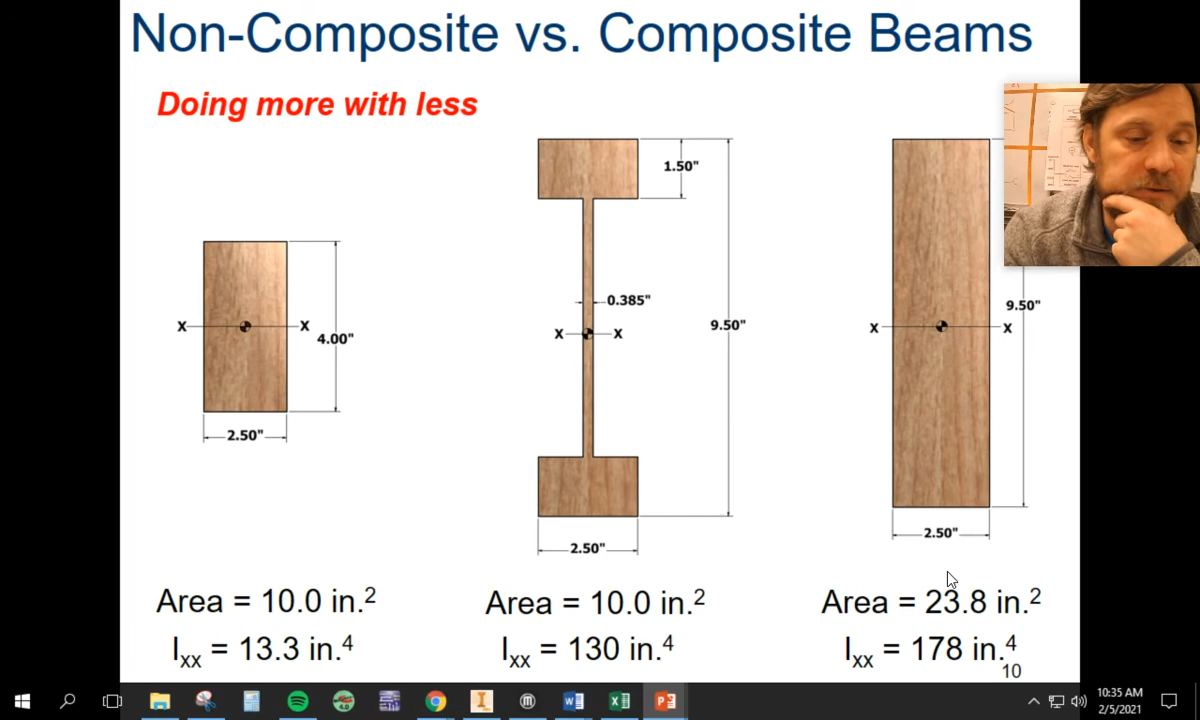 Non-Composite vs. Composite Beams
Doing more with less
X
X
4.00"
2.50"
1.50"
0.385"
X
X
9.50"
2.50"
X
X
9.50"
2.50"
Area = 10.0 in.²
Ixx = 13.3 in.⁴
Area = 10.0 in.²
Ixx = 130 in.⁴
Area = 23.8 in.²
Ixx = 178 in.⁴
10
10:35 AM
2/5/2021